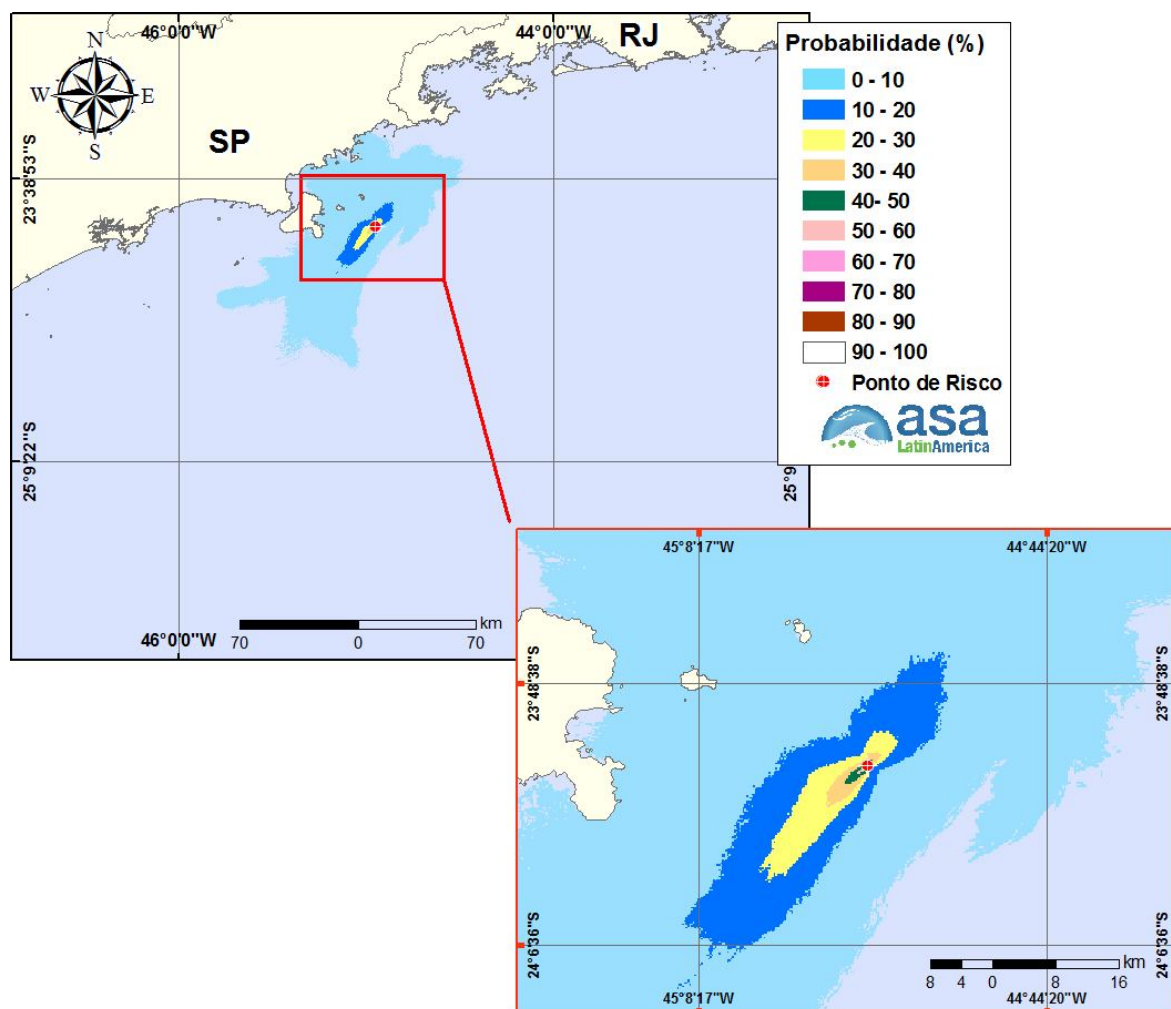 46°0'0"W
44°0'0"W
RJ
N
W
E
S
SP
23°38'53"S
25°9'22"S
25°9
46°0'0"W
km
70
0
70
Probabilidade (%)
0 - 10
10 - 20
20 - 30
30 - 40
40- 50
50 - 60
60 - 70
70 - 80
80 - 90
90 - 100
Ponto de Risco
asa
LatinAmerica
45°8'17"W
44°44'20"W
23°48'38"S
23°48'38"S
24°6'36"S
24°6'36"S
km
8 4 0 8 16
45°8'17"W
44°44'20"W